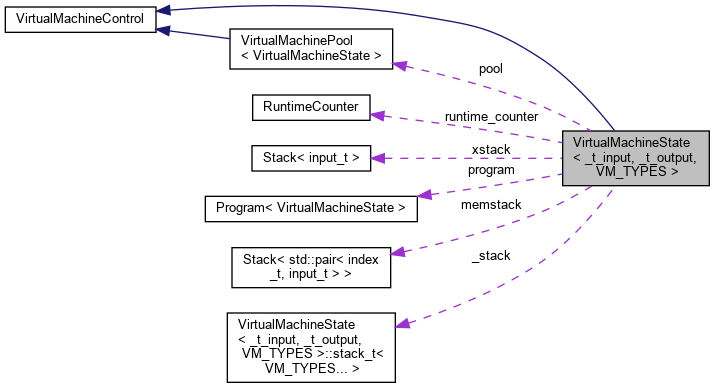 VirtualMachineControl
VirtualMachinePool
< VirtualMachineState >
pool
RuntimeCounter
runtime_counter
VirtualMachineState
< _t_input, _t_output,
VM_TYPES >
Stack< input_t >
xstack
program
Program< VirtualMachineState >
memstack
Stack< std::pair< index
_t, input_t > >
_stack
VirtualMachineState
< _t_input, _t_output,
VM_TYPES >::stack_t<
VM_TYPES... >